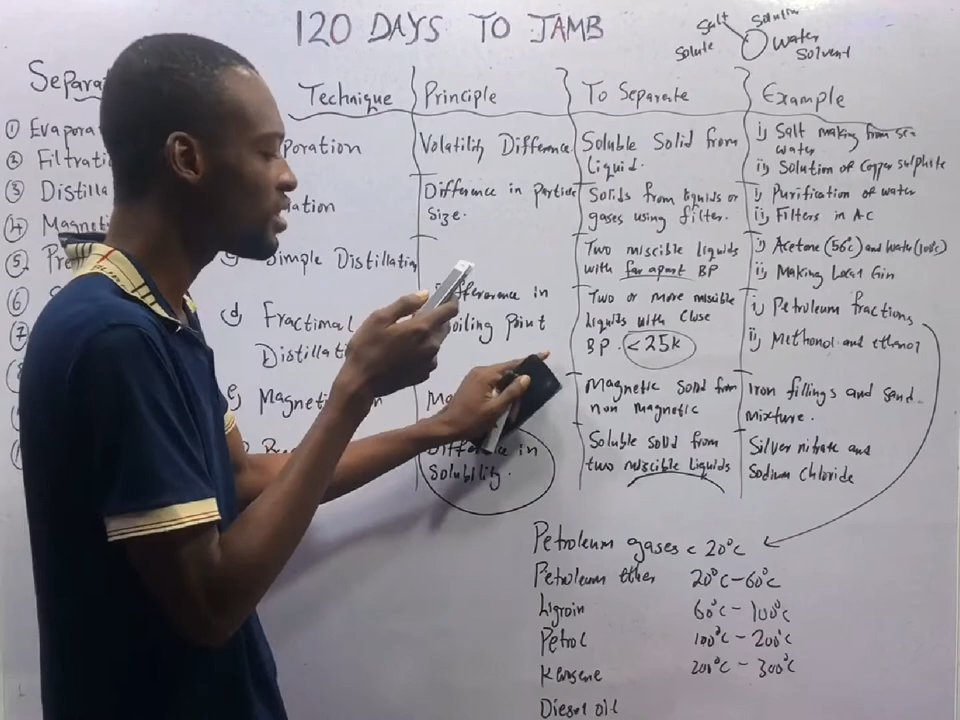 120 DAYS TO JAMB
Salt
Solute
Water
Solvent
Technique
Principle
To Separate
Example
① Evapora
② Filtrati
③ Distilla
④ Magnet
⑤ Pre
⑥
⑦
poration
Volatility Difference
Soluble Solid from
liquid.
i) Salt making from sea
water
ii) Solution of Copper sulphate
ation
Difference in particle
Size.
Solids from liquids or
gases using filter.
i) Purification of water
ii) Filters in AC
Simple Distillation
Two miscible liquids
with far apart BP
i) Acetone (56°c) and water (100°c)
ii) Making Local Gin
d) Fractional
Distillat
Difference in
Boiling Point
Two or more miscible
liquids with close
BP. <25K
i) Petroleum fractions
ii) Methonol and ethanol
e) Magneti n
Ma
Magnetic Solid from
non magnetic
Iron fillings and sand
mixture.
Difference in
Solubility.
Soluble solid from
two miscible liquids
Silver nitrate and
Sodium Chloride
Petroleum gases < 20°c
Petroleum ether 20°c - 60°c
Ligroin 60°c - 100°c
Petrol 100°c - 200°c
Kerosene 200°c - 300°c
Diesel oil